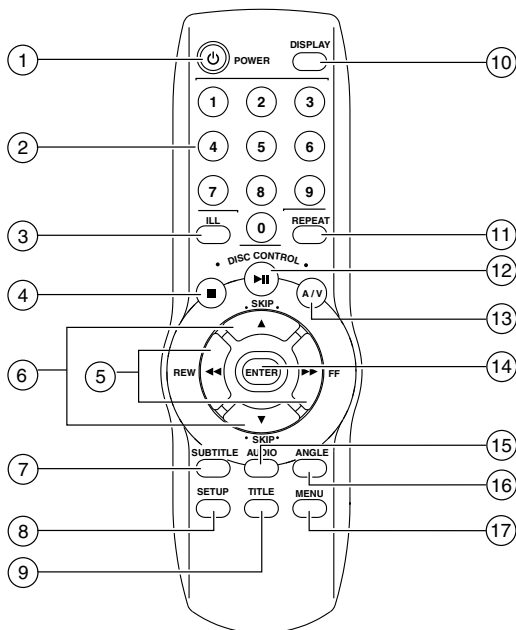 DISPLAY
1 POWER 10
1 2 3
2 4 5 6
7 8 9
ILL 0 REPEAT
3 11
• DISC CONTROL • 12
4 A / V
• SKIP • 13
6 5 REW ENTER FF 14
• SKIP • 15
SUBTITLE AUDIO ANGLE
7 16
SETUP TITLE MENU
8 17
9